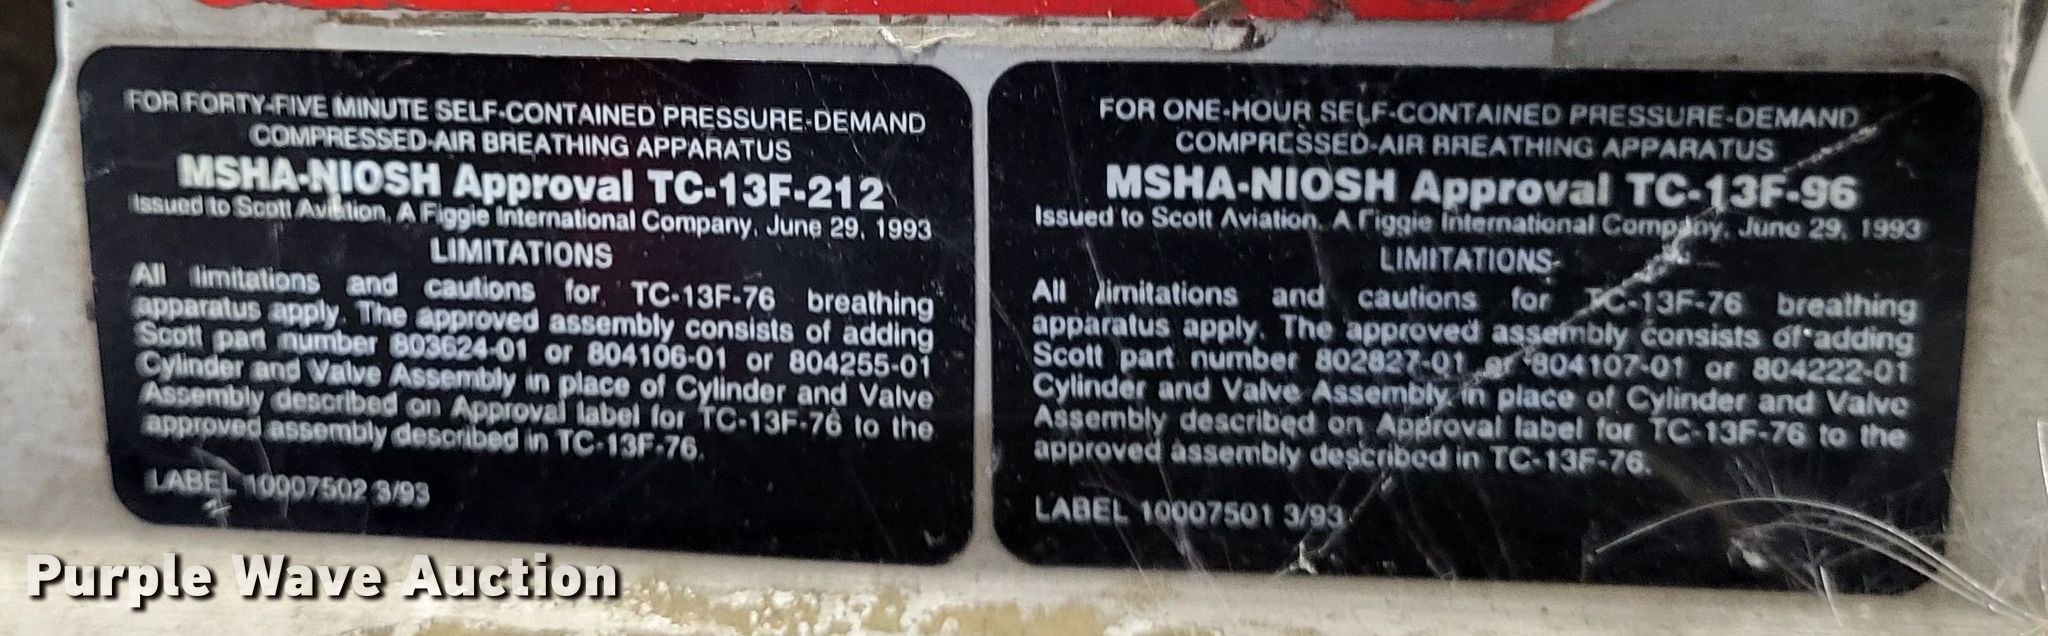 FOR FORTY-FIVE MINUTE SELF-CONTAINED PRESSURE-DEMAND
COMPRESSED-AIR BREATHING APPARATUS
MSHA-NIOSH Approval TC-13F-212
Issued to Scott Aviation, A Figgie International Company, June 29, 1993
LIMITATIONS
All limitations and cautions for TC-13F-76 breathing
apparatus apply. The approved assembly consists of adding
Scott part number 803624-01 or 804106-01 or 804255-01
Cylinder and Valve Assembly in place of Cylinder and Valve
Assembly described on Approval label for TC-13F-76 to the
approved assembly described in TC-13F-76.
LABEL 10007502 3/93
FOR ONE-HOUR SELF-CONTAINED PRESSURE-DEMAND
COMPRESSED-AIR BREATHING APPARATUS
MSHA-NIOSH Approval TC-13F-96
Issued to Scott Aviation, A Figgie International Company, June 29, 1993
LIMITATIONS
All limitations and cautions for TC-13F-76 breathing
apparatus apply. The approved assembly consists of adding
Scott part number 802827-01 or 804107-01 or 804222-01
Cylinder and Valve Assembly in place of Cylinder and Valve
Assembly described on Approval label for TC-13F-76 to the
approved assembly described in TC-13F-76.
LABEL 10007501 3/93
Purple Wave Auction